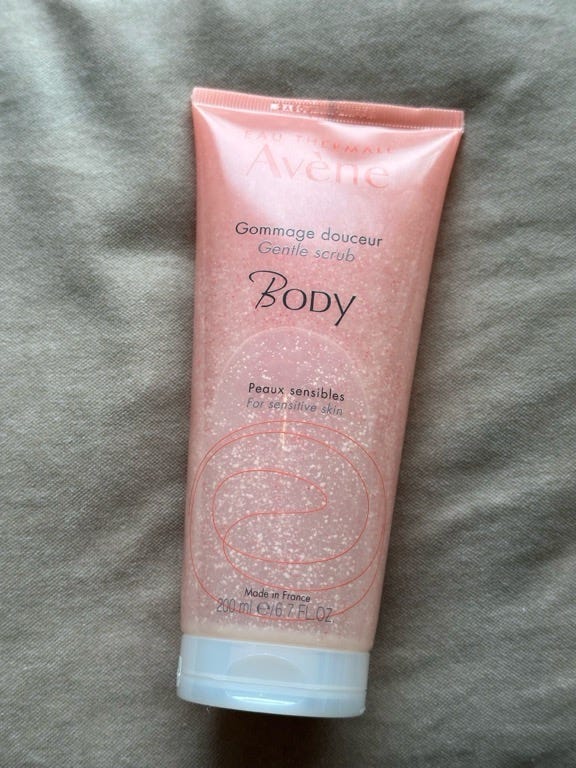 EAU THERMALE
Avène
Gommage douceur
Gentle scrub
BODY
Peaux sensibles
For sensitive skin
Made in France
200 ml ℮/6.7 FL.OZ.